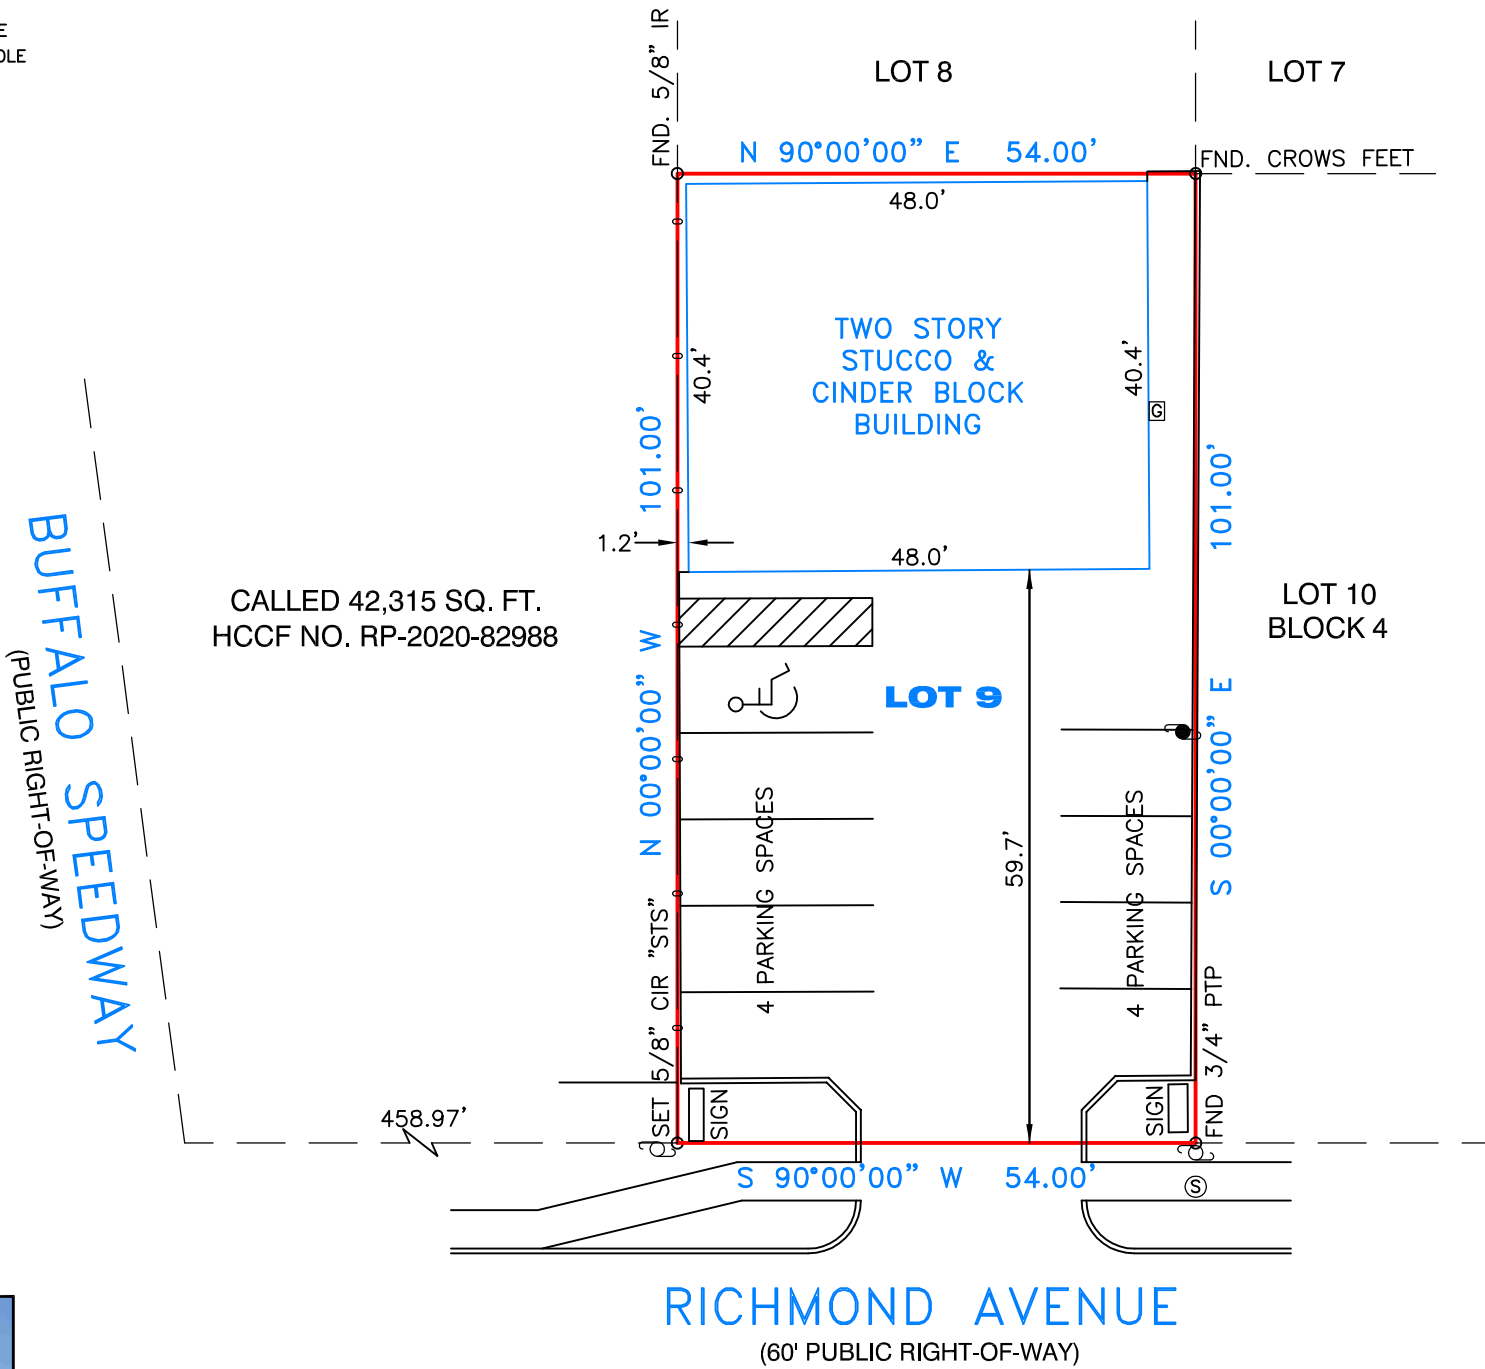 E
OLE
FND. 5/8" IR
LOT 8
LOT 7
N 90°00'00" E 54.00'
FND. CROWS FEET
48.0'
TWO STORY
STUCCO &
CINDER BLOCK
BUILDING
40.4'
40.4'
G
101.00'
101.00'
1.2'
48.0'
CALLED 42,315 SQ. FT.
HCCF NO. RP-2020-82988
LOT 10
BLOCK 4
BUFFALO SPEEDWAY
(PUBLIC RIGHT-OF-WAY)
N 00°00'00" W
LOT 9
S 00°00'00" E
4 PARKING SPACES
59.7'
4 PARKING SPACES
SET 5/8" CIR "STS"
FND 3/4" PTP
SIGN
SIGN
458.97'
S 90°00'00" W 54.00'
S
RICHMOND AVENUE
(60' PUBLIC RIGHT-OF-WAY)